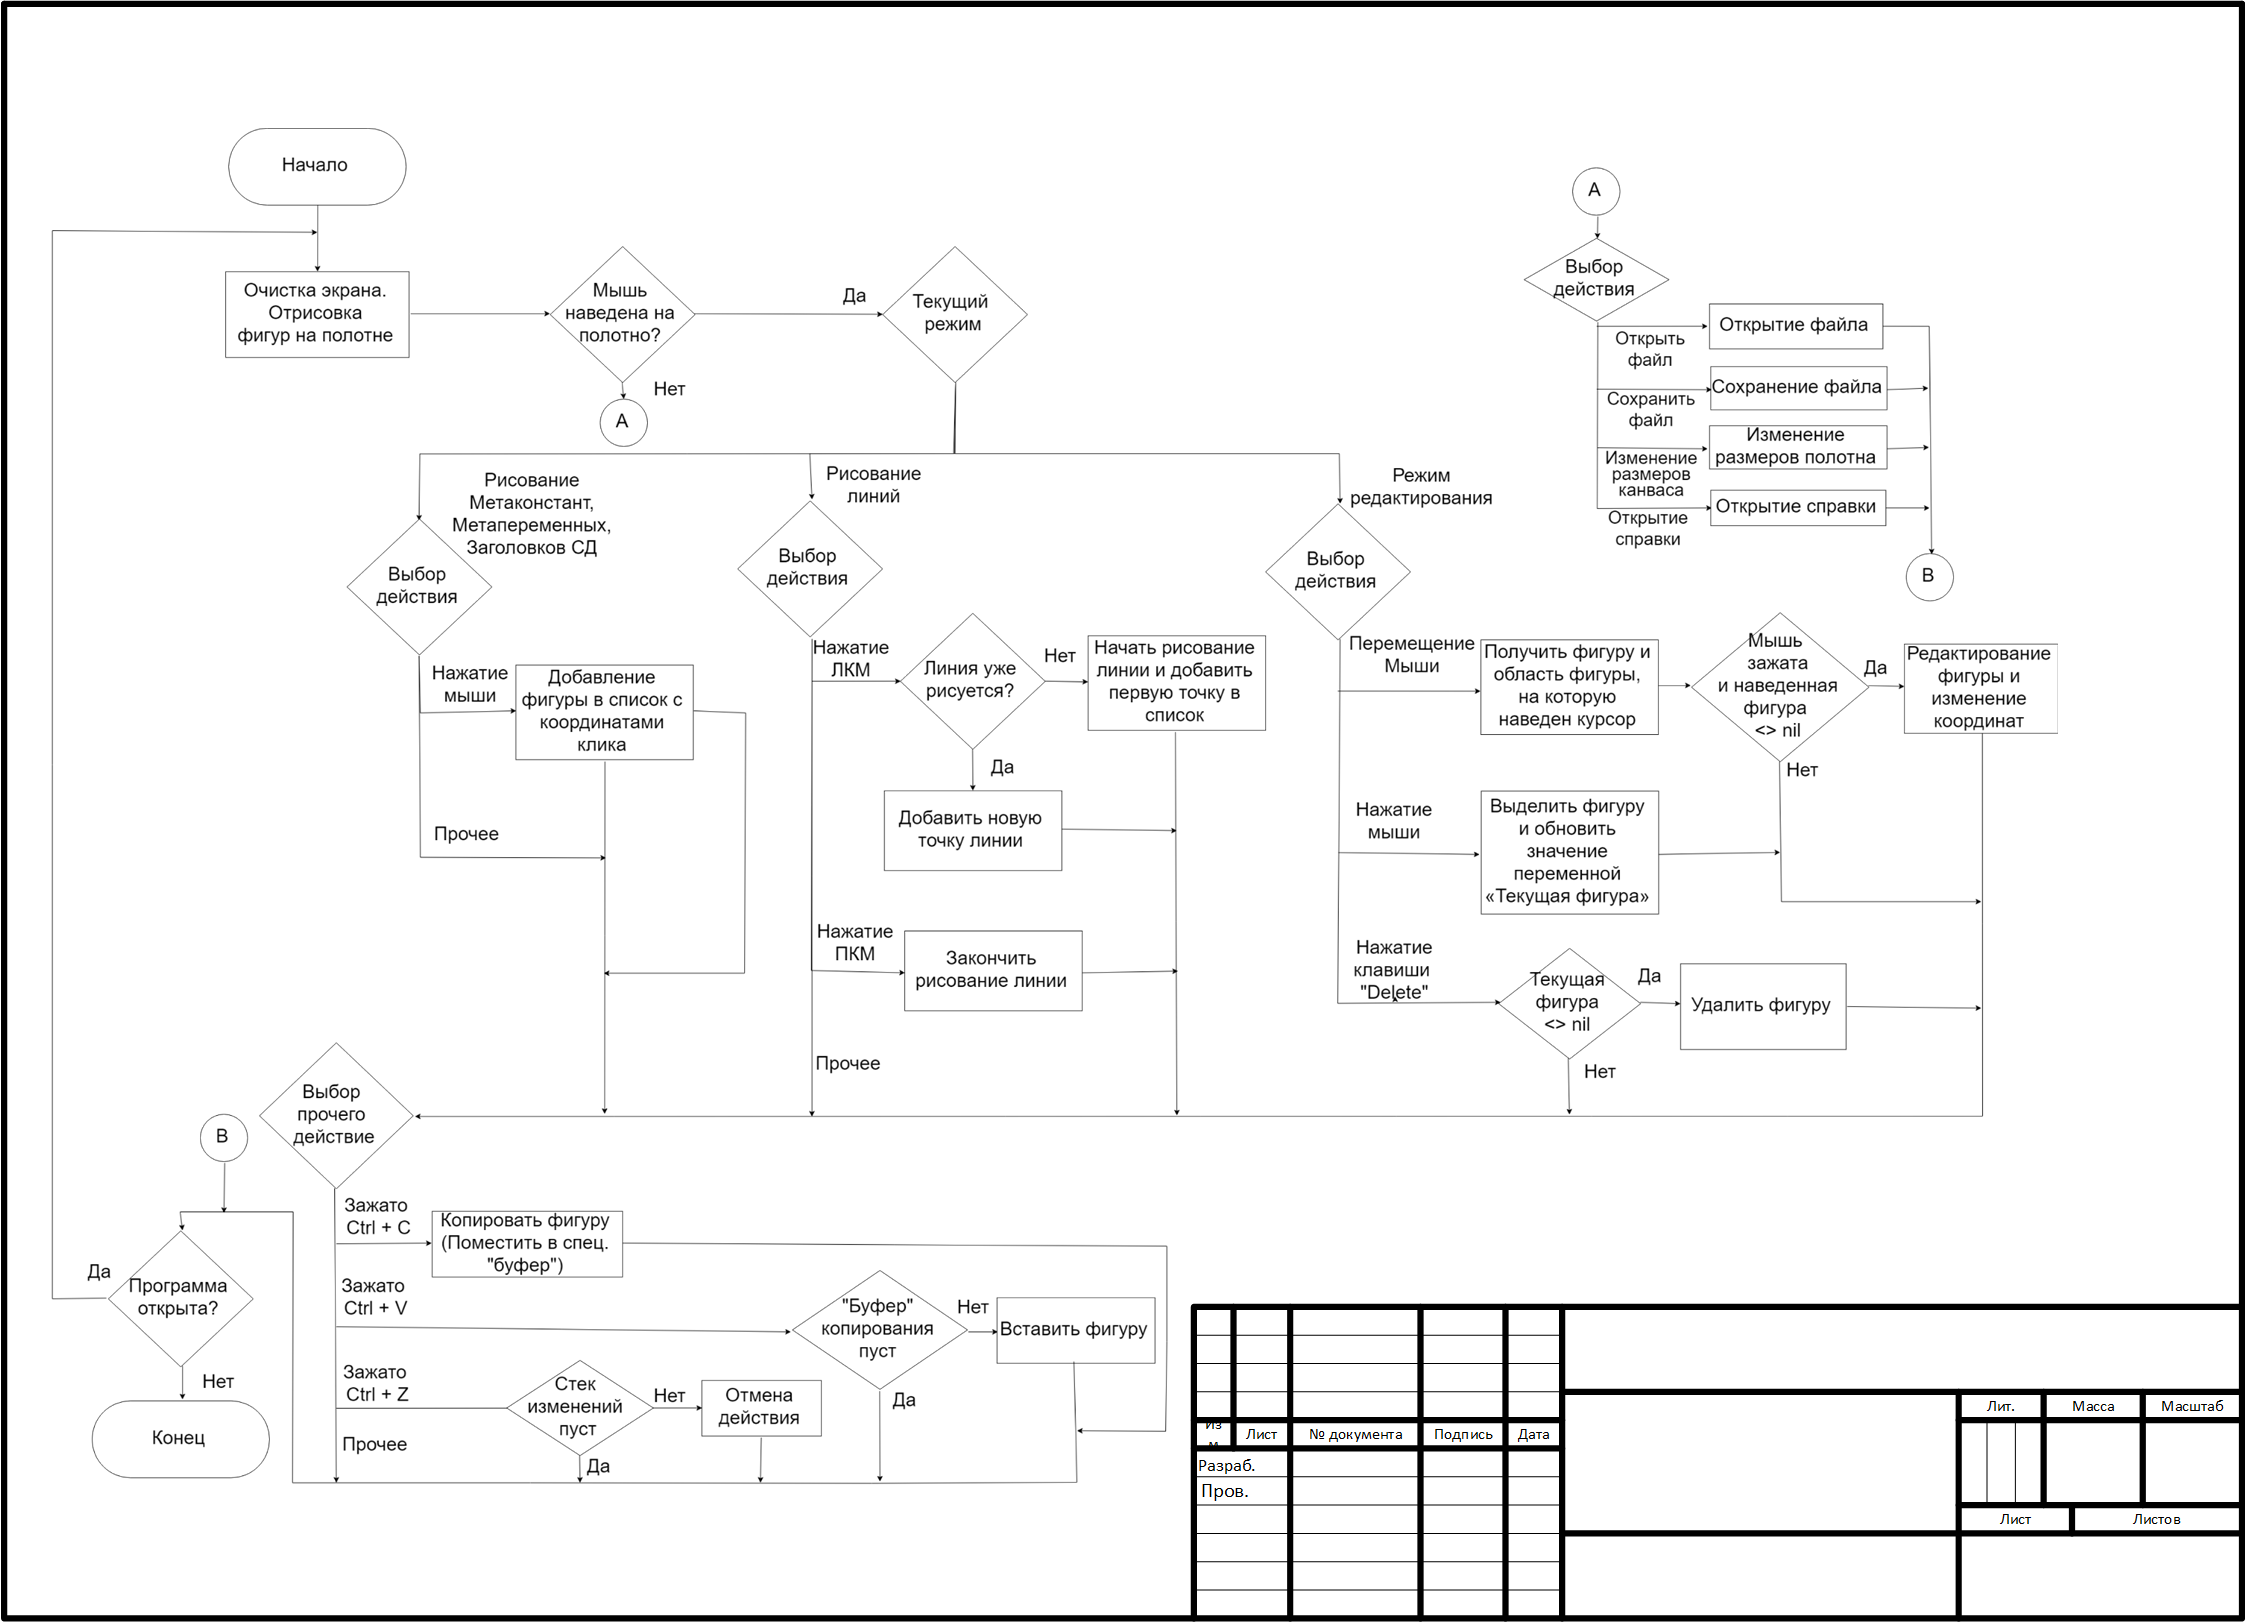 Начало
Очистка экрана.
Отрисовка
фигур на полотне
Мышь
наведена на
полотно?
Да
Нет
А
Текущий
режим
А
Выбор
действия
Открыть
файл
Открытие файла
Сохранить
файл
Сохранение файла
Изменение
размеров
канваса
Изменение
размеров полотна
Открытие
справки
Открытие справки
В
Рисование
Метаконстант,
Метапеременных,
Заголовков СД
Выбор
действия
Нажатие
мыши
Добавление
фигуры в список с
координатами
клика
Прочее
Рисование
линий
Выбор
действия
Нажатие
ЛКМ
Линия уже
рисуется?
Нет
Начать рисование
линии и добавить
первую точку в
список
Да
Добавить новую
точку линии
Нажатие
ПКМ
Закончить
рисование линии
Прочее
Режим
редактирования
Выбор
действия
Перемещение
Мыши
Получить фигуру и
область фигуры,
на которую
наведен курсор
Мышь
зажата
и наведенная
фигура
<> nil
Да
Редактирование
фигуры и
изменение
координат
Нет
Нажатие
мыши
Выделить фигуру
и обновить
значение
переменной
«Текущая фигура»
Нажатие
клавиши
"Delete"
Текущая
фигура
<> nil
Да
Удалить фигуру
Нет
Выбор
прочего
действие
В
Зажато
Ctrl + C
Копировать фигуру
(Поместить в спец.
"буфер")
Зажато
Ctrl + V
"Буфер"
копирования
пуст
Нет
Вставить фигуру
Да
Зажато
Ctrl + Z
Стек
изменений
пуст
Нет
Отмена
действия
Да
Прочее
Да
Программа
открыта?
Нет
Конец
Лит.
Масса
Масштаб
Из
м
Лист
№ документа
Подпись
Дата
Разраб.
Пров.
Лист
Листов